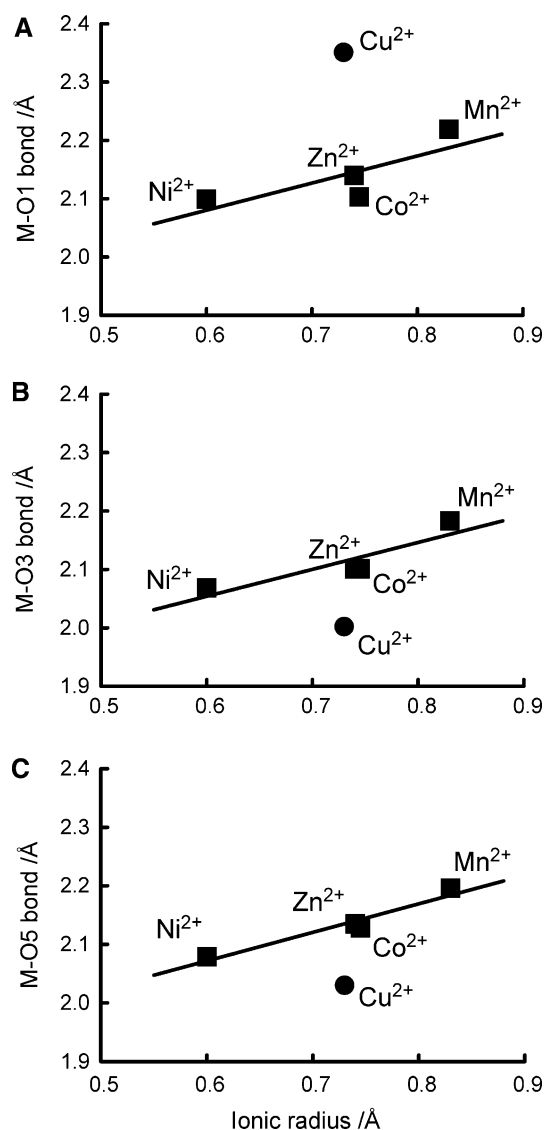 A
2.4
2.3
2.2
2.1
2.0
1.9
M-O1 bond /Å
Cu²⁺
Mn²⁺
Zn²⁺
Ni²⁺
Co²⁺
0.5 0.6 0.7 0.8 0.9
B
2.4
2.3
2.2
2.1
2.0
1.9
M-O3 bond /Å
Mn²⁺
Zn²⁺
Ni²⁺
Co²⁺
Cu²⁺
0.5 0.6 0.7 0.8 0.9
C
2.4
2.3
2.2
2.1
2.0
1.9
M-O5 bond /Å
Mn²⁺
Zn²⁺
Ni²⁺
Co²⁺
Cu²⁺
0.5 0.6 0.7 0.8 0.9
Ionic radius /Å